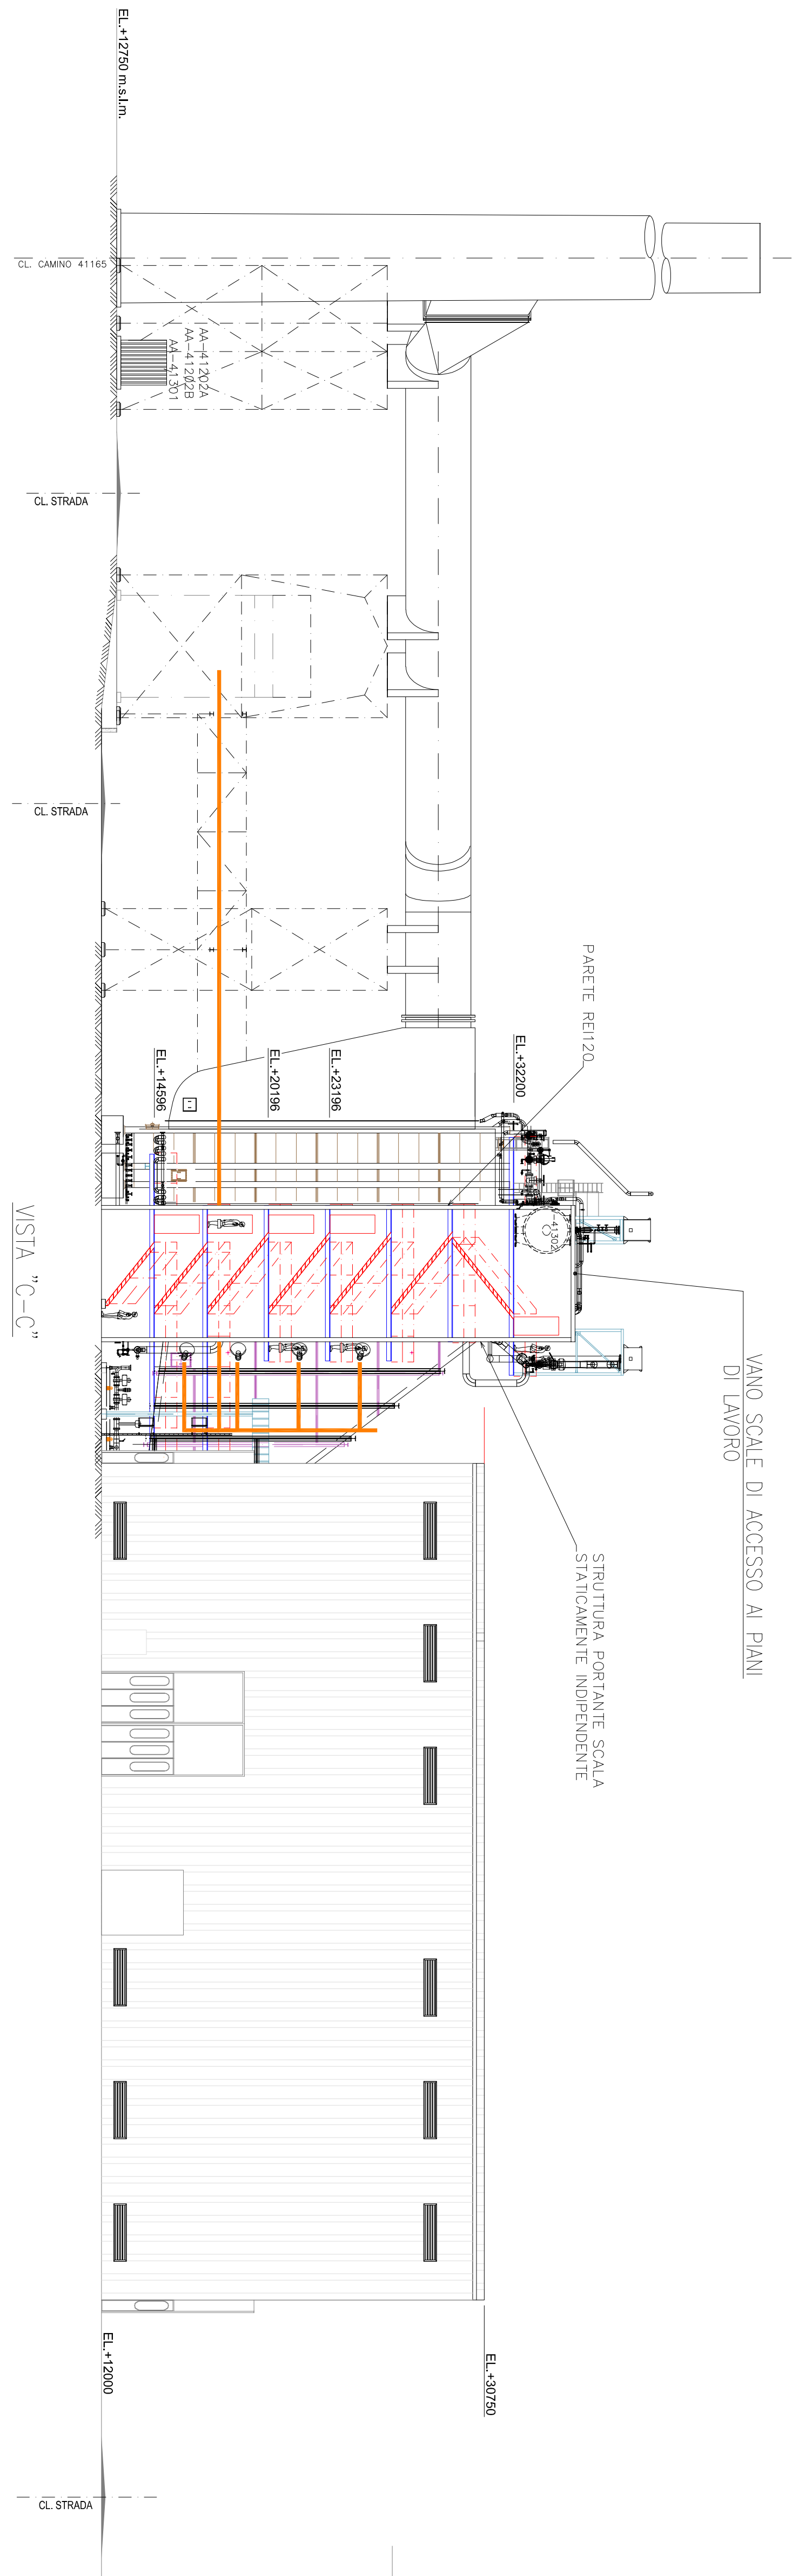 EL.+12750 m.s.l.m.
CL. CAMINO 41165
AA-41202A
AA-41202B
AA-41301
CL. STRADA
CL. STRADA
PARETE REI120
EL.+32200
EL.+23196
EL.+20196
EL.+14596
41302
VISTA "C-C"
VANO SCALE DI ACCESSO AI PIANI
DI LAVORO
STRUTTURA PORTANTE SCALA
STATICAMENTE INDIPENDENTE
EL.+30750
EL.+12000
CL. STRADA